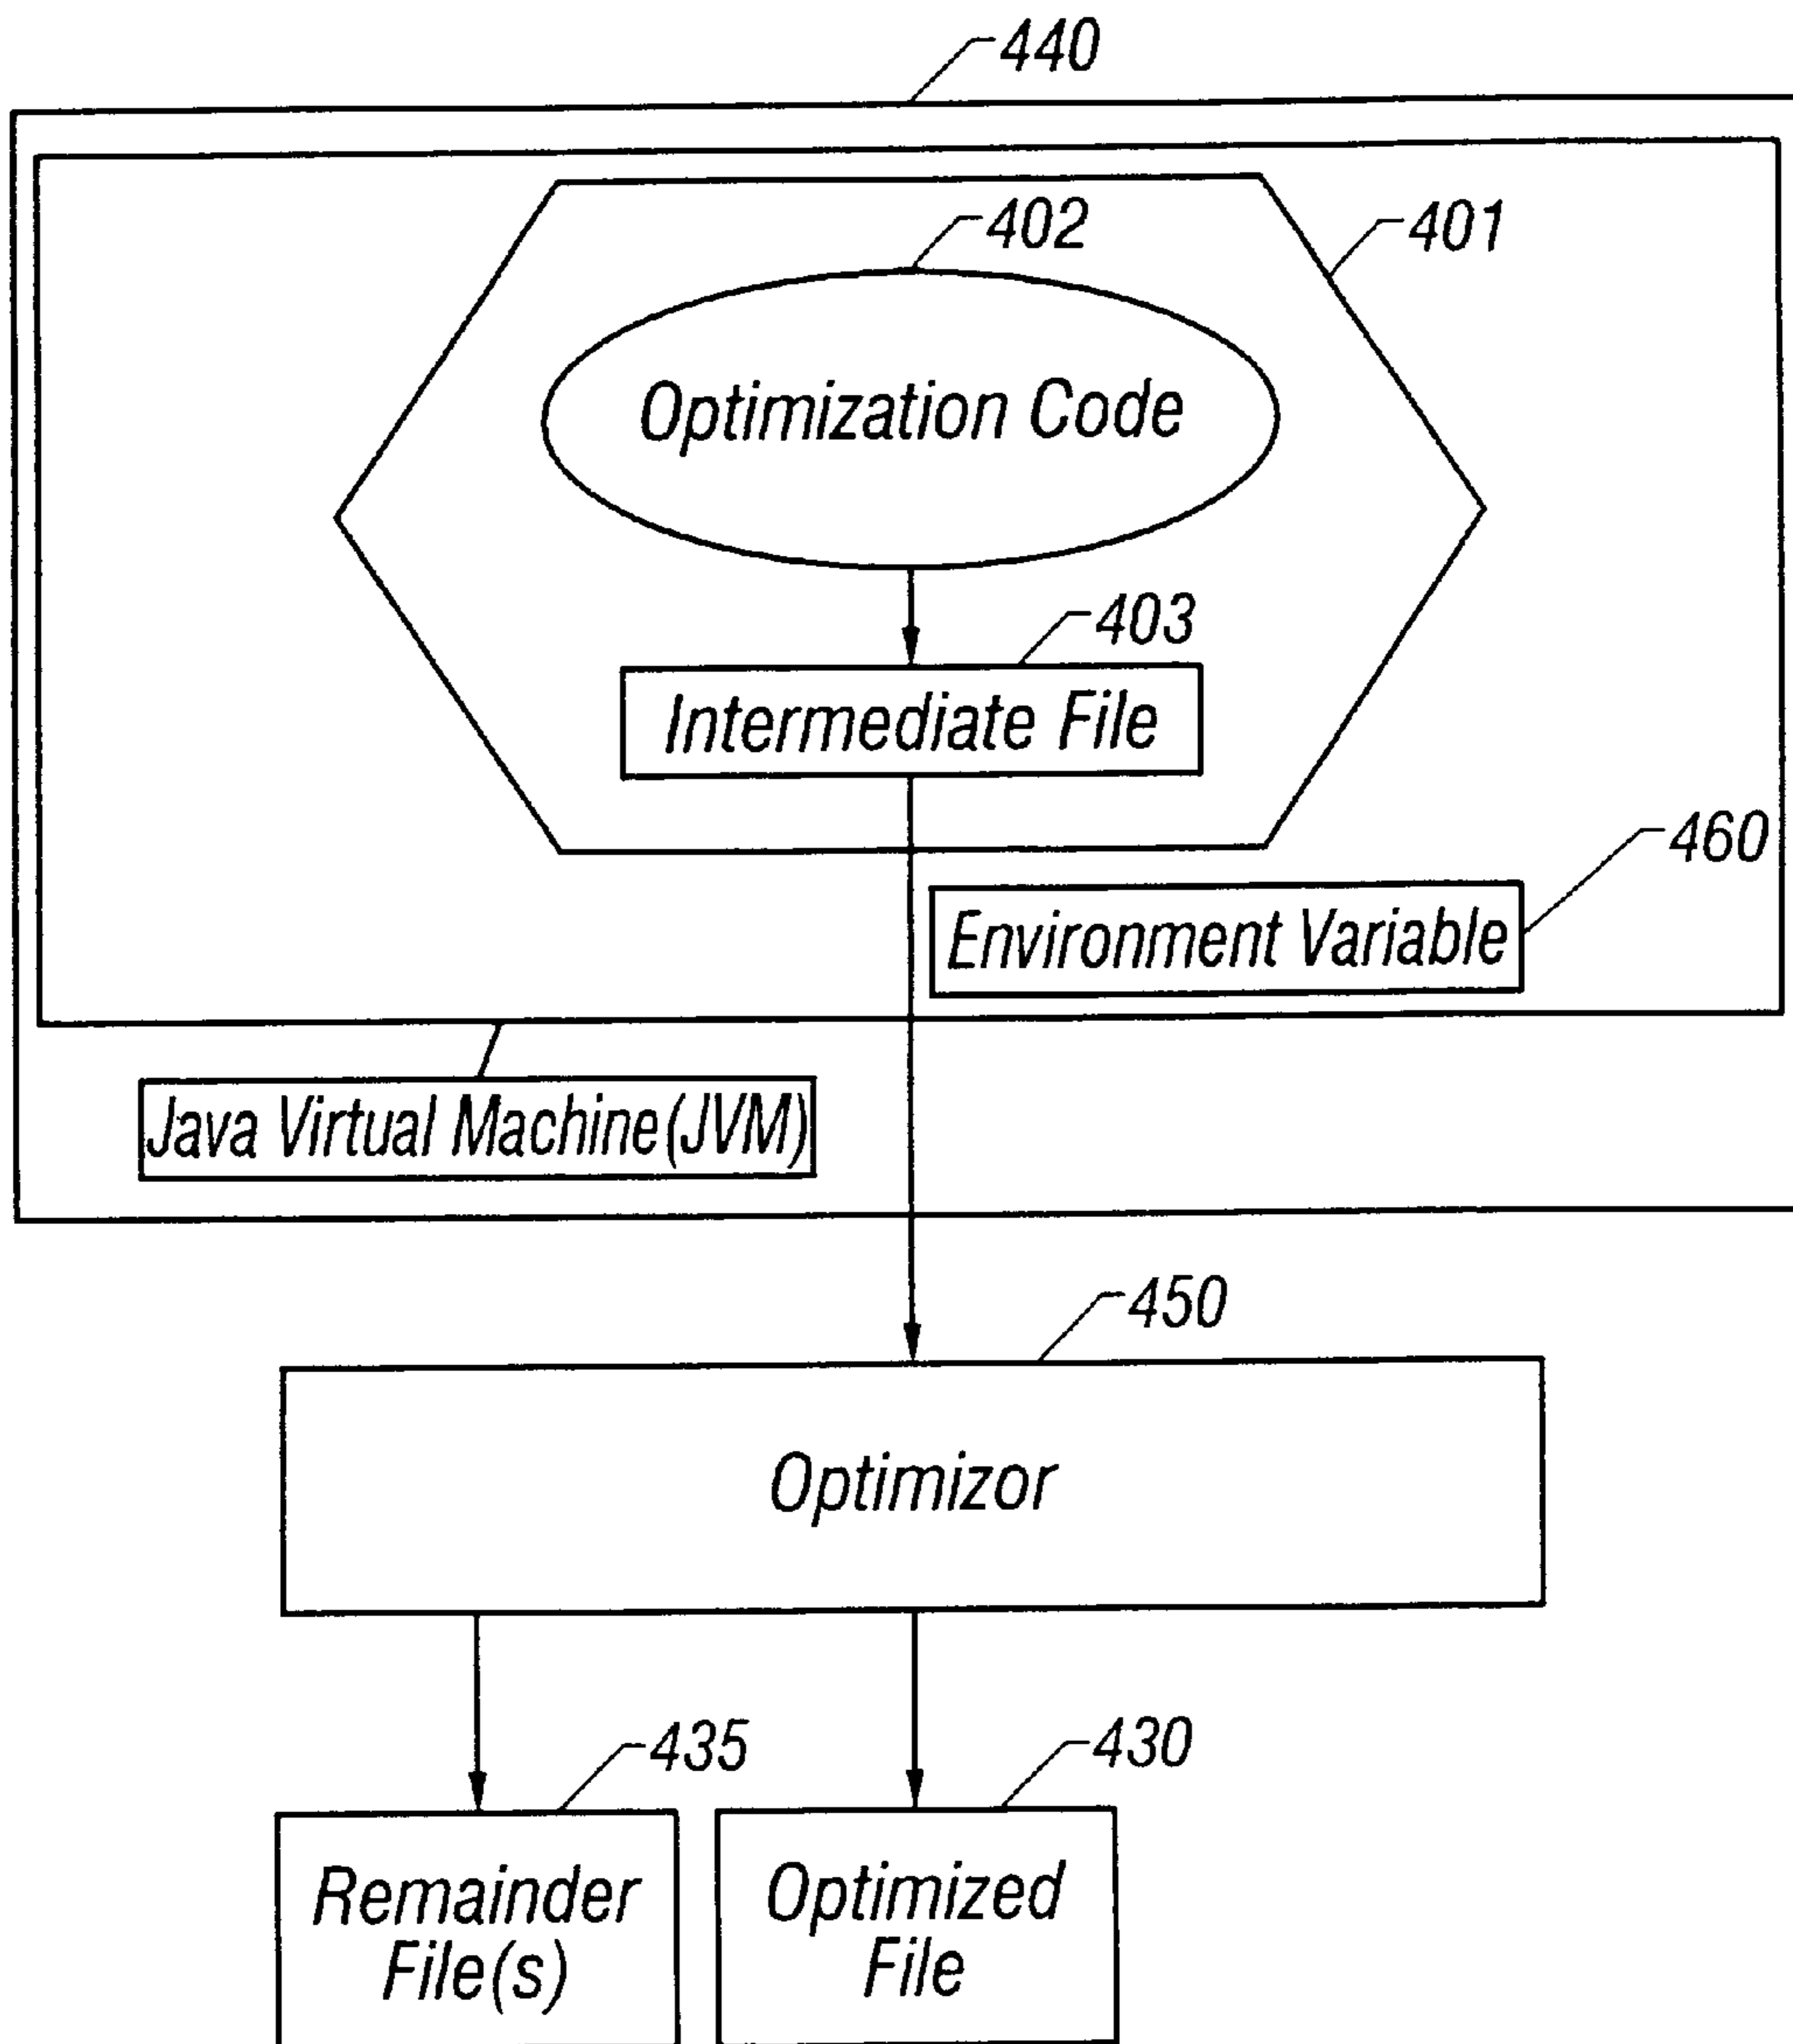 440
402
401
Optimization Code
403
Intermediate File
460
Environment Variable
Java Virtual Machine(JVM)
450
Optimizor
435
430
Remainder
File(s)
Optimized
File